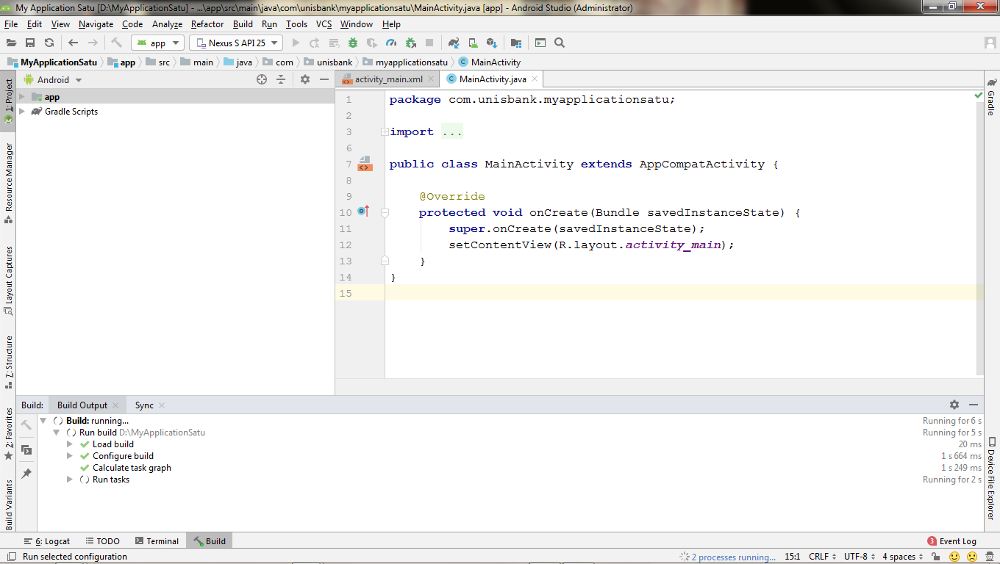 My Application Satu [D:\MyApplicationSatu] - ...\app\src\main\java\com\unisbank\myapplicationsatu\MainActivity.java [app] - Android Studio (Administrator)
File Edit View Navigate Code Analyze Refactor Build Run Tools VCS Window Help
app Nexus S API 25
MyApplicationSatu app src main java com unisbank myapplicationsatu MainActivity
Android
activity_main.xml MainActivity.java
1: Project
Resource Manager
Layout Captures
7: Structure
2: Favorites
Build Variants
app
Gradle Scripts
1 package com.unisbank.myapplicationsatu;
2
3 import ...
6
7 public class MainActivity extends AppCompatActivity {
8
9 @Override
10 protected void onCreate(Bundle savedInstanceState) {
11 super.onCreate(savedInstanceState);
12 setContentView(R.layout.activity_main);
13 }
14 }
15
Gradle
Device File Explorer
Build: Build Output Sync
Build: running... Running for 6 s
Run build D:\MyApplicationSatu Running for 5 s
Load build 20 ms
Configure build 1 s 664 ms
Calculate task graph 1 s 249 ms
Run tasks Running for 2 s
6: Logcat TODO Terminal Build 3 Event Log
Run selected configuration 2 processes running... 15:1 CRLF UTF-8 4 spaces